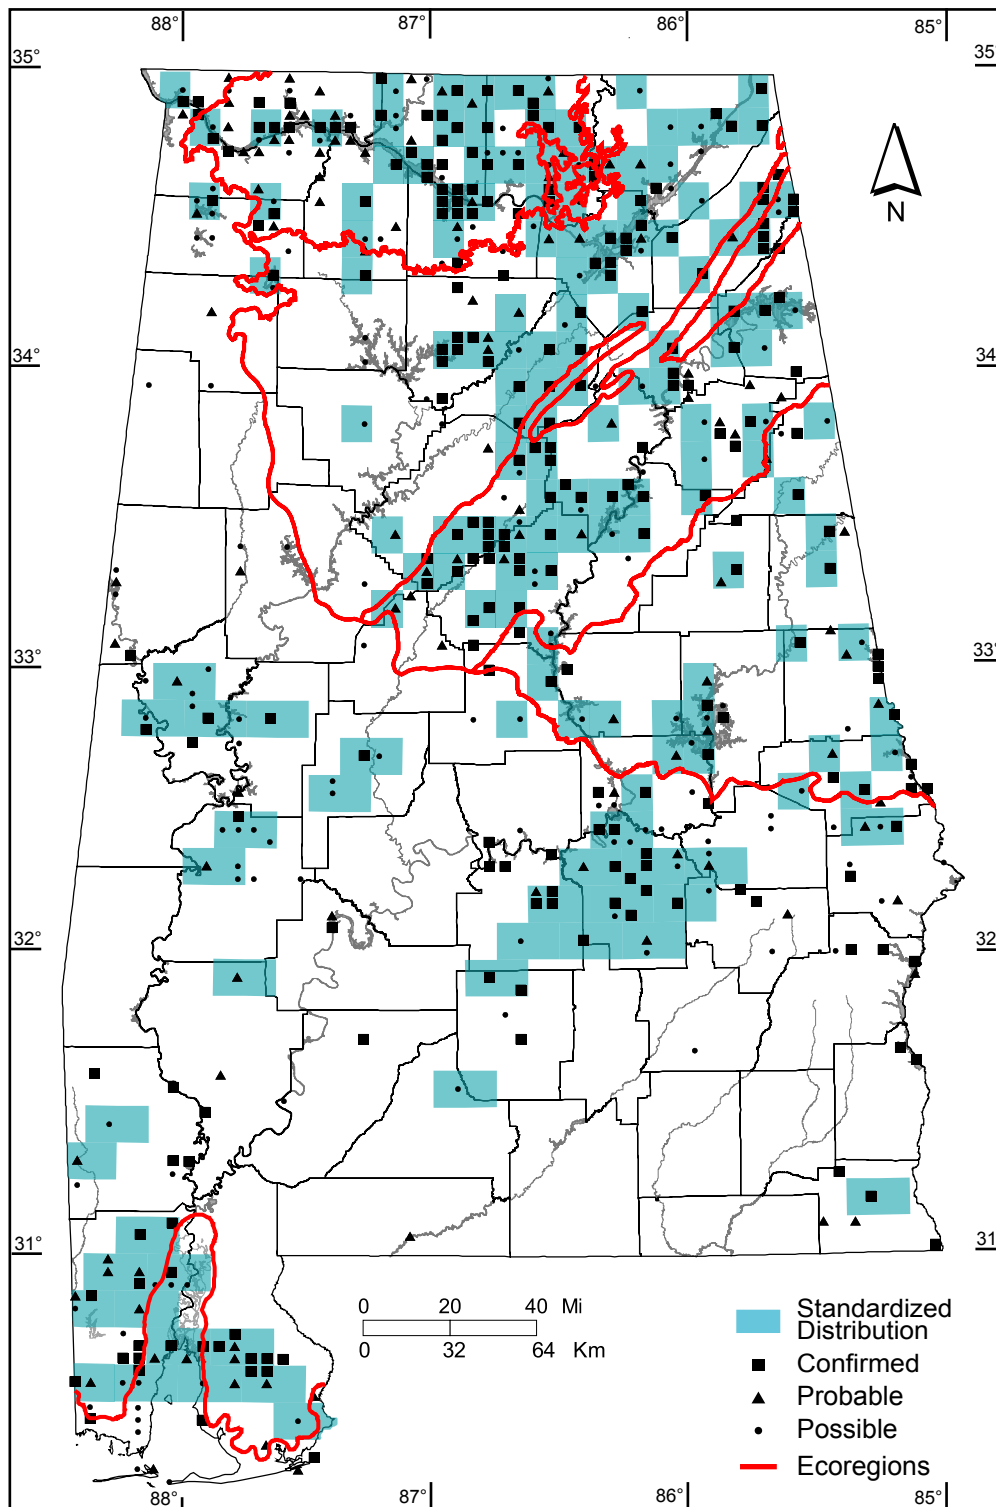 88° 87° 86° 85°
35° 35°
N
34° 34
33° 33°
32° 32
31° 31
0 20 40 Mi
0 32 64 Km
Standardized
Distribution
Confirmed
Probable
Possible
Ecoregions
88° 87° 86° 85°